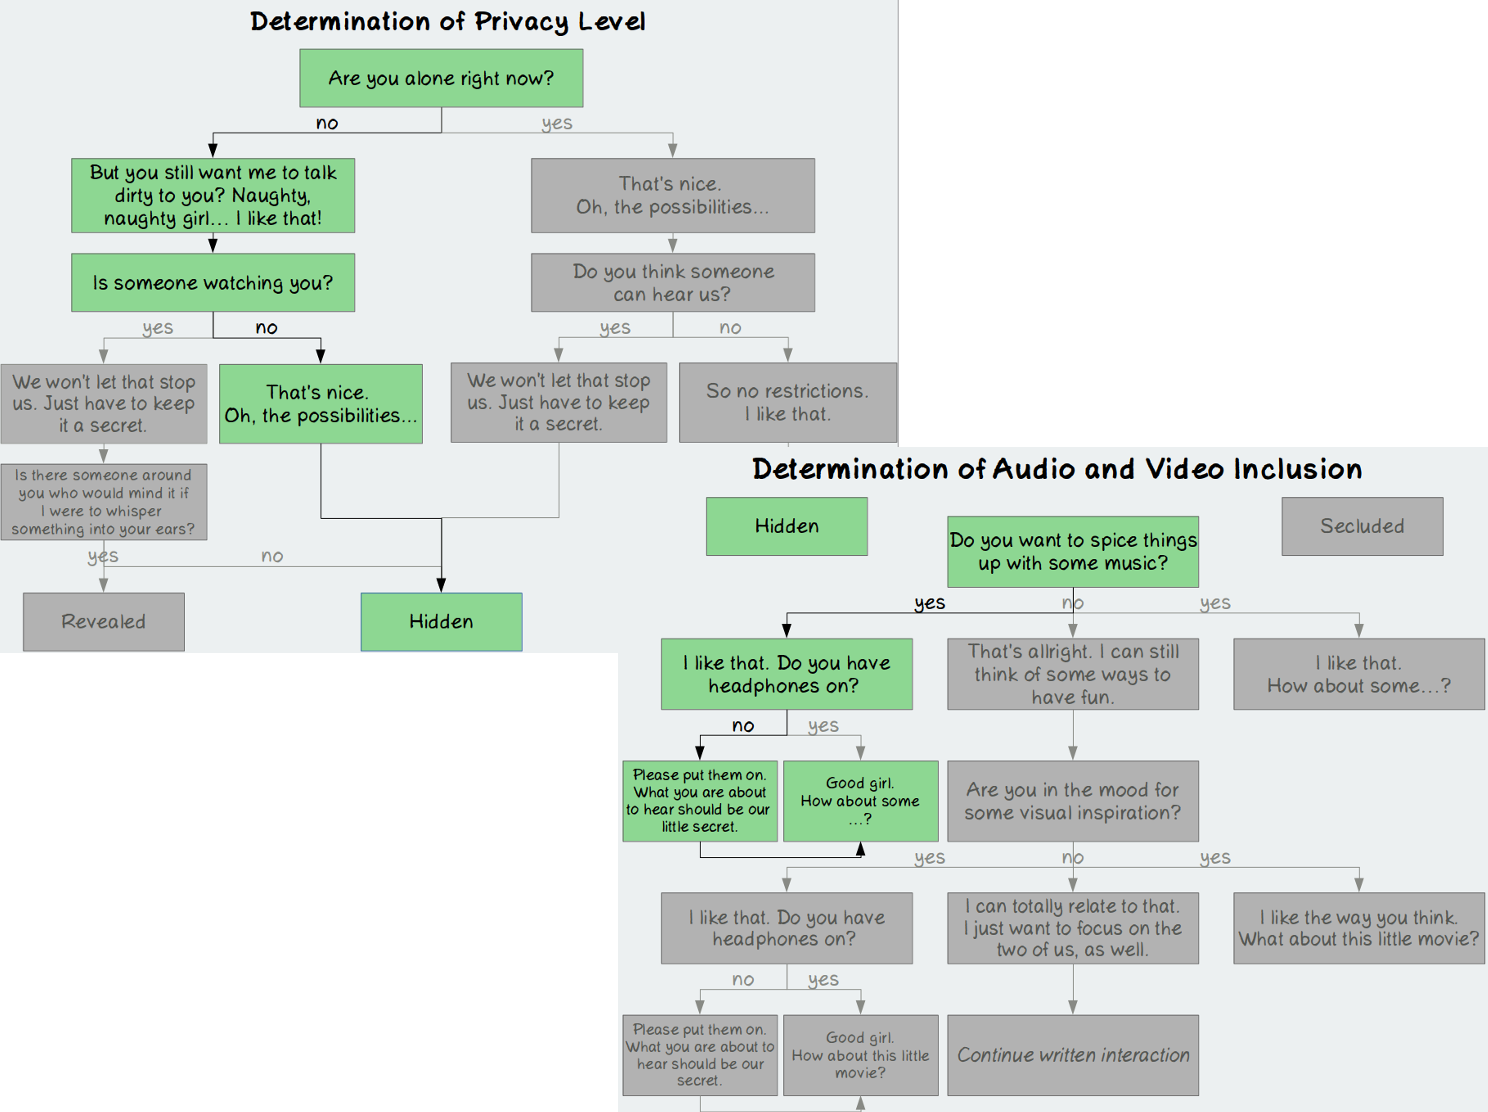 Determination of Privacy Level
Are you alone right now?
no
yes
But you still want me to talk
dirty to you? Naughty,
naughty girl... I like that!
That's nice.
Oh, the possibilities...
Is someone watching you?
Do you think someone
can hear us?
yes
no
yes
no
We won't let that stop
us. Just have to keep
it a secret.
That's nice.
Oh, the possibilities...
We won't let that stop
us. Just have to keep
it a secret.
So no restrictions.
I like that.
Is there someone around
you who would mind it if
I were to whisper
something into your ears?
yes
no
Revealed
Hidden
Determination of Audio and Video Inclusion
Hidden
Do you want to spice things
up with some music?
Secluded
yes
no
yes
I like that. Do you have
headphones on?
That's allright. I can still
think of some ways to
have fun.
I like that.
How about some...?
no
yes
Please put them on.
What you are about
to hear should be our
little secret.
Good girl.
How about some
...?
Are you in the mood for
some visual inspiration?
yes
no
yes
I like that. Do you have
headphones on?
I can totally relate to that.
I just want to focus on the
two of us, as well.
I like the way you think.
What about this little movie?
no
yes
Please put them on.
What you are about to
hear should be our
secret.
Good girl.
How about this little
movie?
Continue written interaction